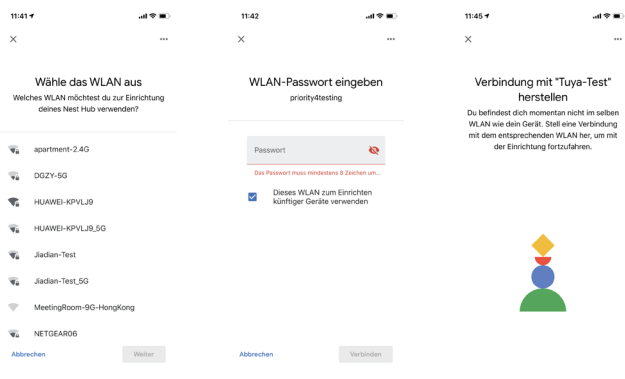 11:41
Wähle das WLAN aus
Welches WLAN möchtest du zur Einrichtung
deines Nest Hub verwenden?
apartment-2.4G
DGZY-5G
HUAWEI-KPVLJ9
HUAWEI-KPVLJ9_5G
Jiadian-Test
Jiadian-Test_5G
MeetingRoom-9G-HongKong
NETGEAR06
Abbrechen
Weiter
11:42
WLAN-Passwort eingeben
priority4testing
Passwort
Das Passwort muss mindestens 8 Zeichen um...
Dieses WLAN zum Einrichten
künftiger Geräte verwenden
Abbrechen
Verbinden
11:45
Verbindung mit "Tuya-Test"
herstellen
Du befindest dich momentan nicht im selben
WLAN wie dein Gerät. Stell eine Verbindung
mit dem entsprechenden WLAN her, um mit
der Einrichtung fortzufahren.